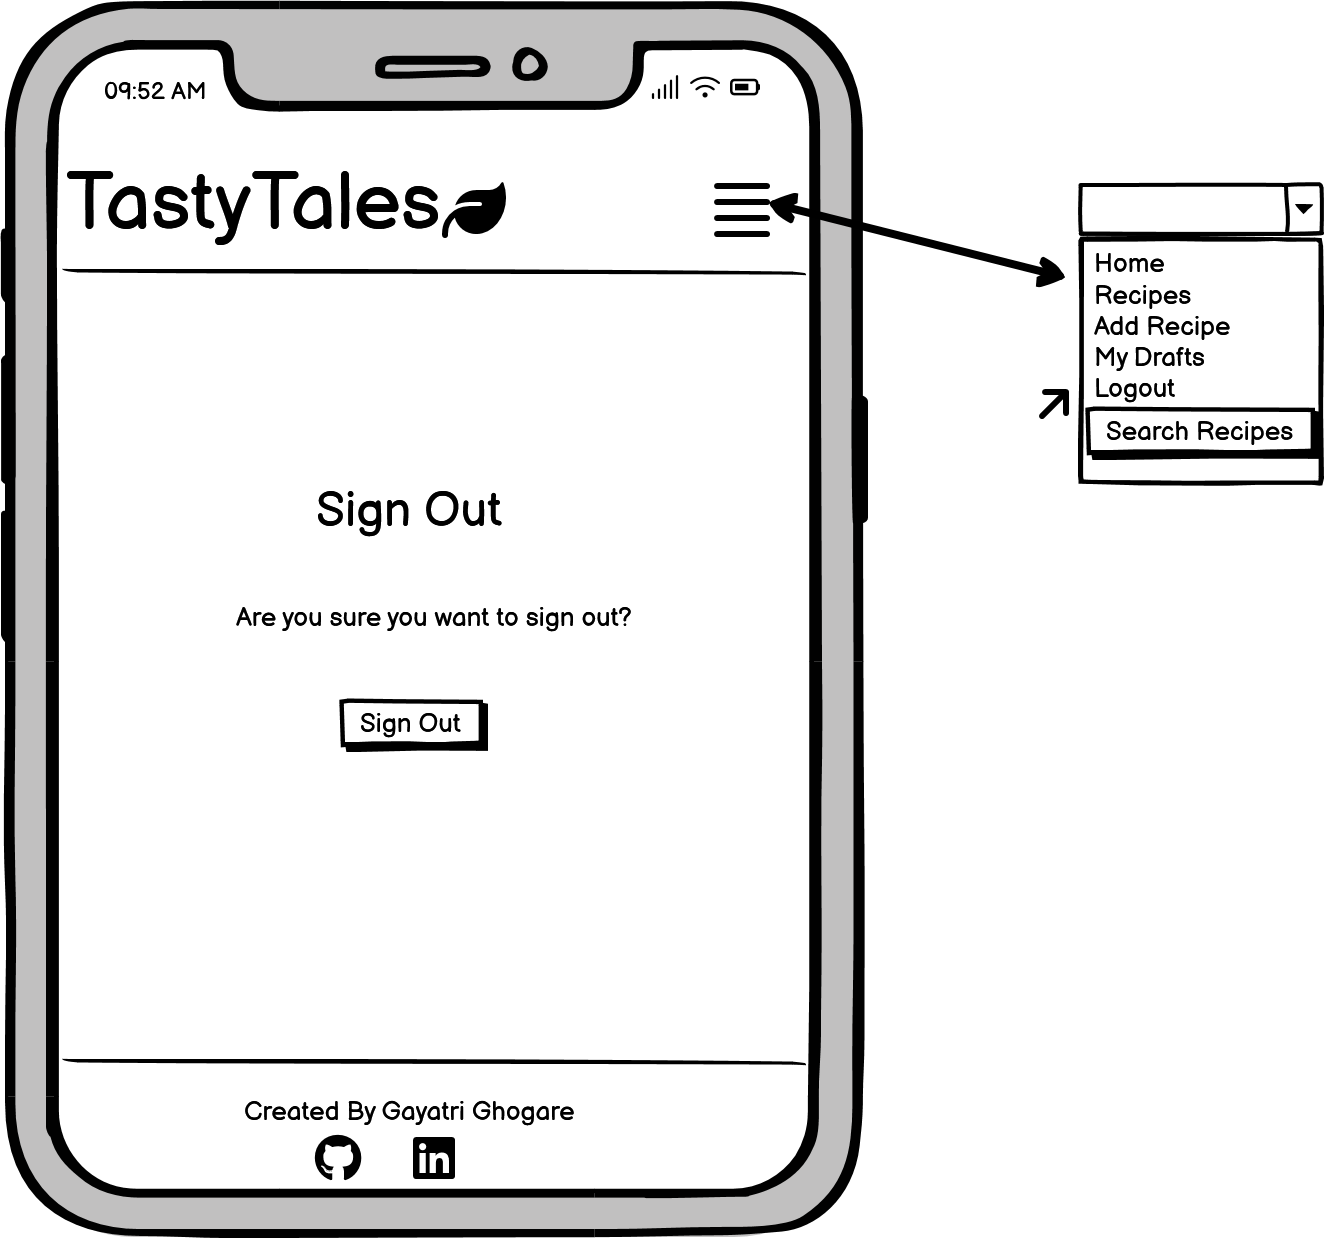 09:52 AM
TastyTales
Home
Recipes
Add Recipe
My Drafts
Logout
Search Recipes
Sign Out
Are you sure you want to sign out?
Sign Out
Created By Gayatri Ghogare
in